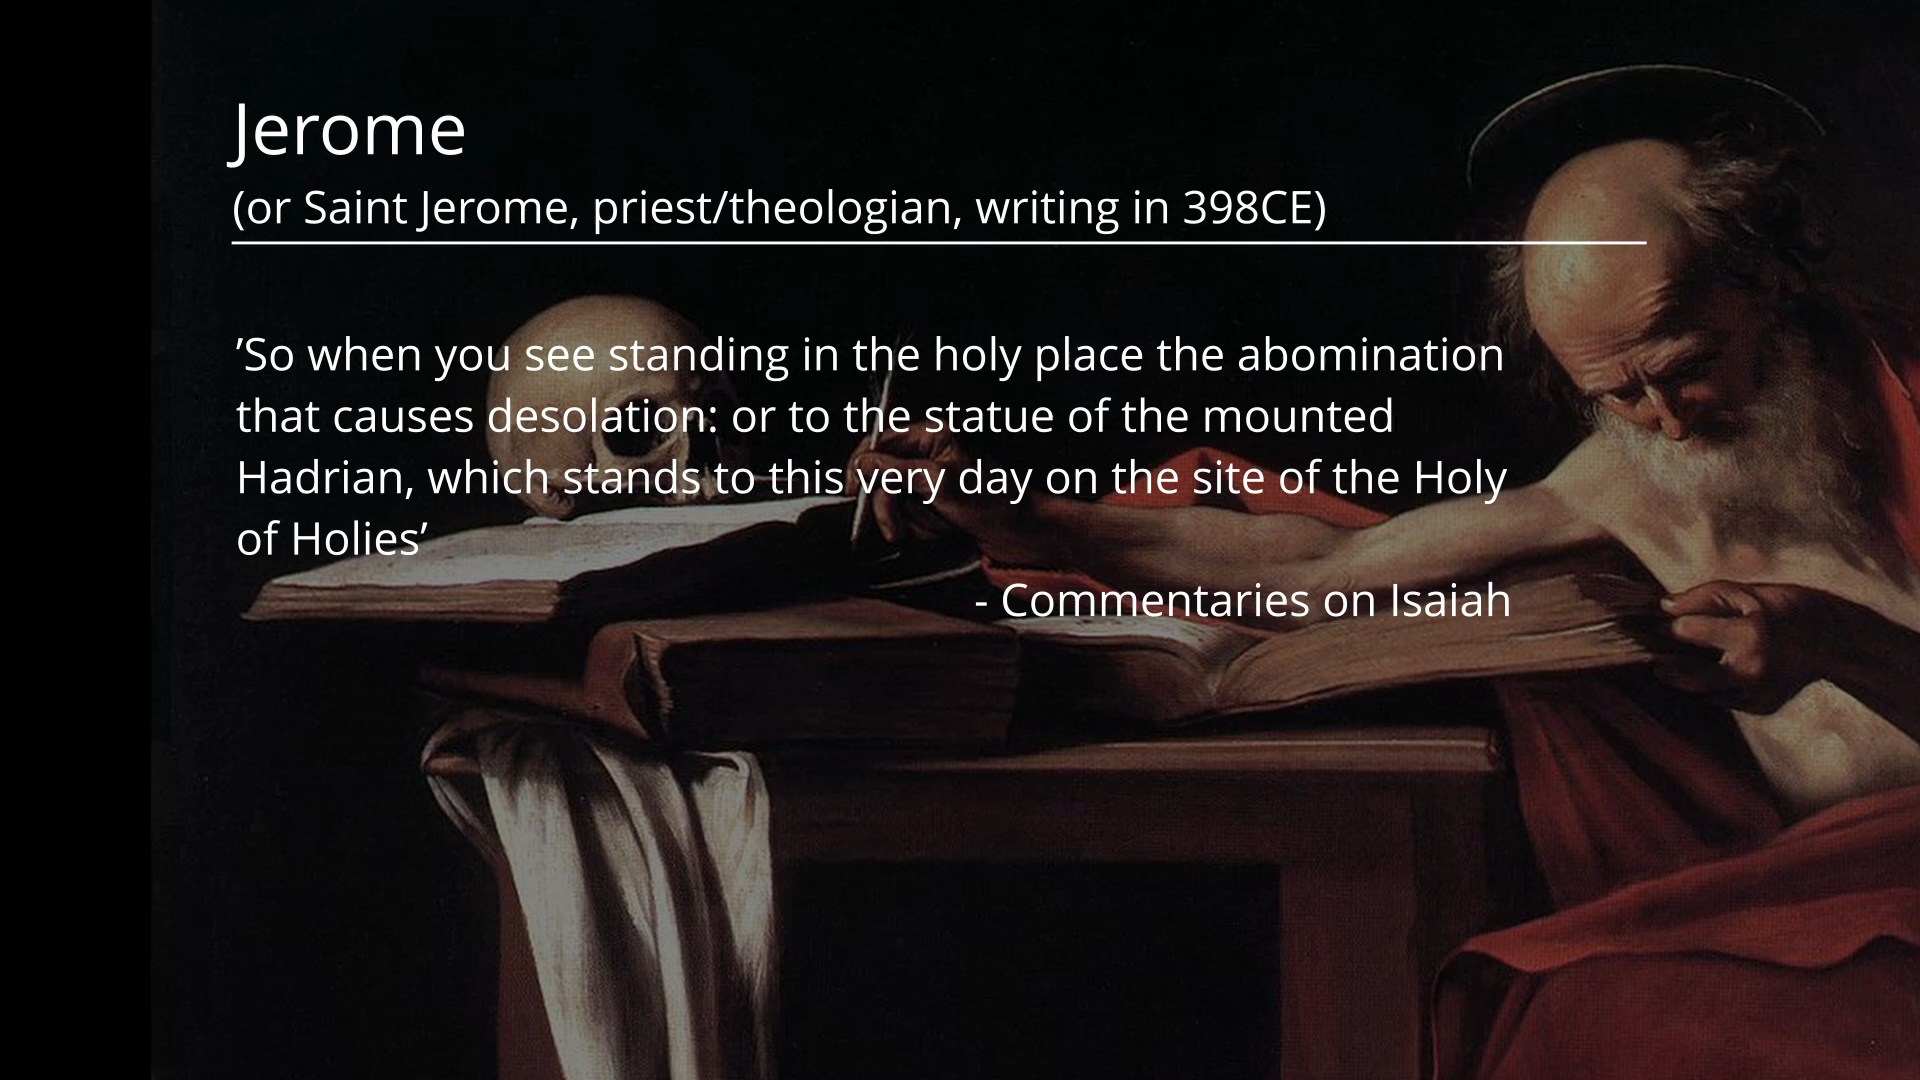 Jerome
(or Saint Jerome, priest/theologian, writing in 398CE)
’So when you see standing in the holy place the abomination
that causes desolation: or to the statue of the mounted
Hadrian, which stands to this very day on the site of the Holy
of Holies’
- Commentaries on Isaiah